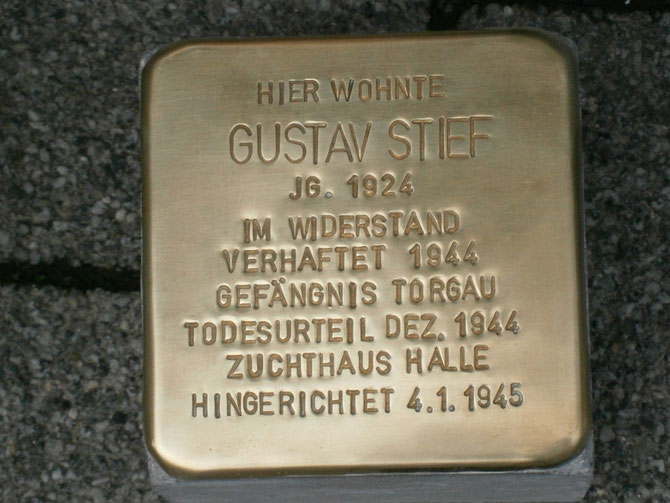 HIER WOHNTE
GUSTAV STIEF
JG. 1924
IM WIDERSTAND
VERHAFTET 1944
GEFÄNGNIS TORGAU
TODESURTEIL DEZ. 1944
ZUCHTHAUS HALLE
HINGERICHTET 4.1.1945